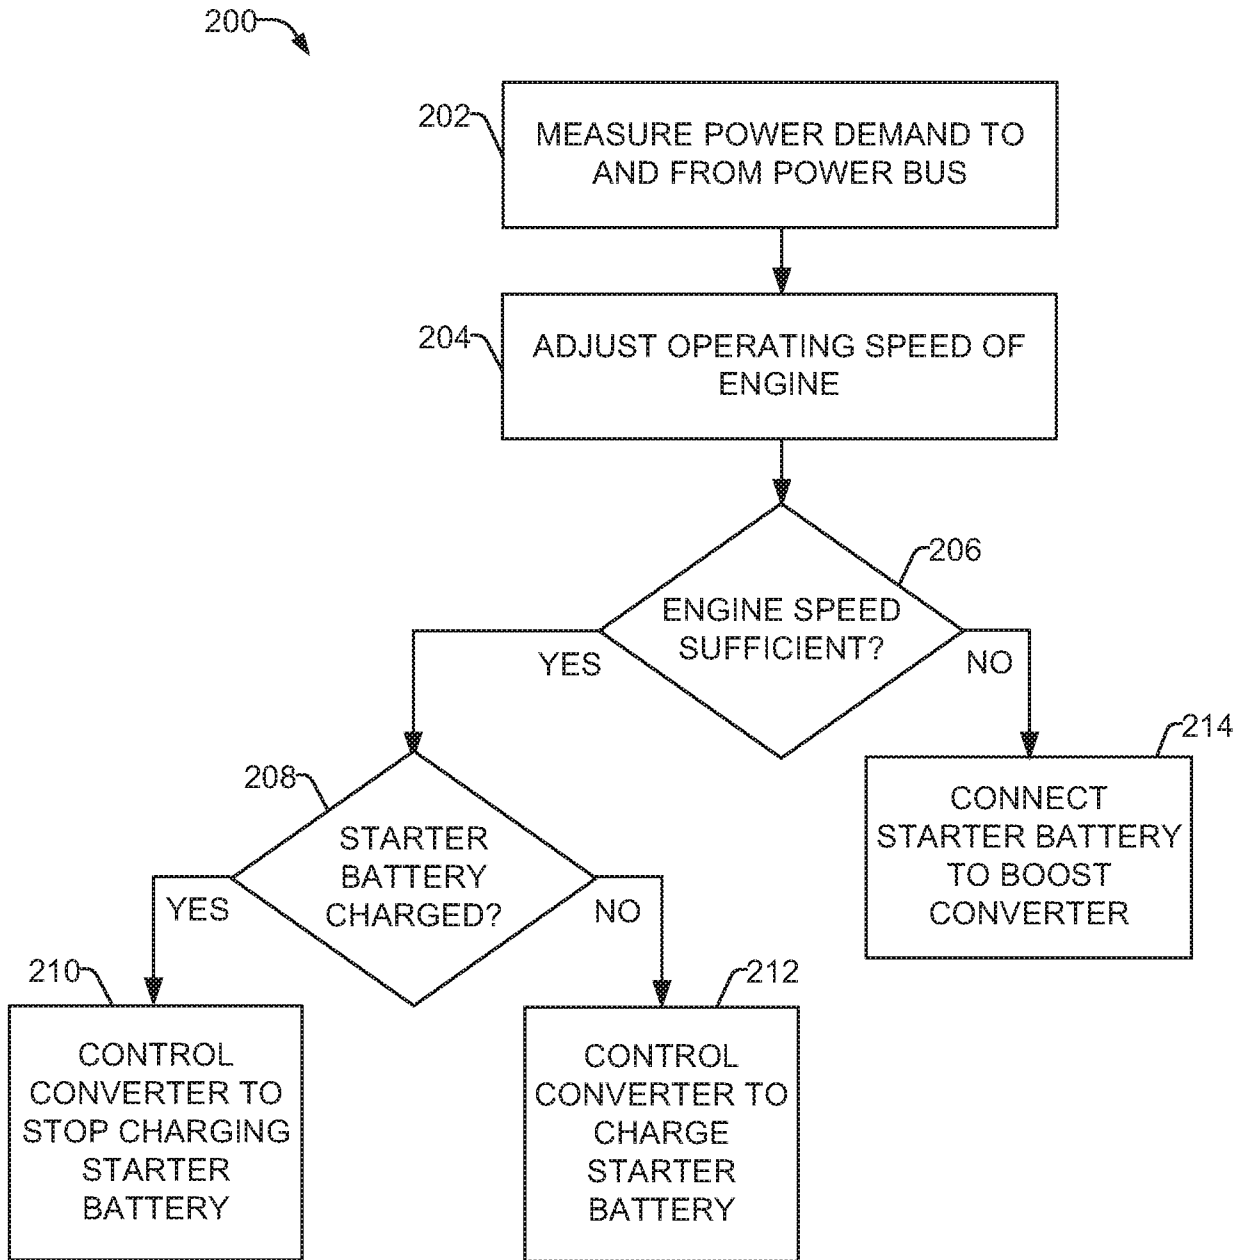 200
202
MEASURE POWER DEMAND TO
AND FROM POWER BUS
204
ADJUST OPERATING SPEED OF
ENGINE
206
ENGINE SPEED
SUFFICIENT?
YES
NO
208
STARTER
BATTERY
CHARGED?
YES
NO
214
CONNECT
STARTER BATTERY
TO BOOST
CONVERTER
210
CONTROL
CONVERTER TO
STOP CHARGING
STARTER
BATTERY
212
CONTROL
CONVERTER TO
CHARGE
STARTER
BATTERY